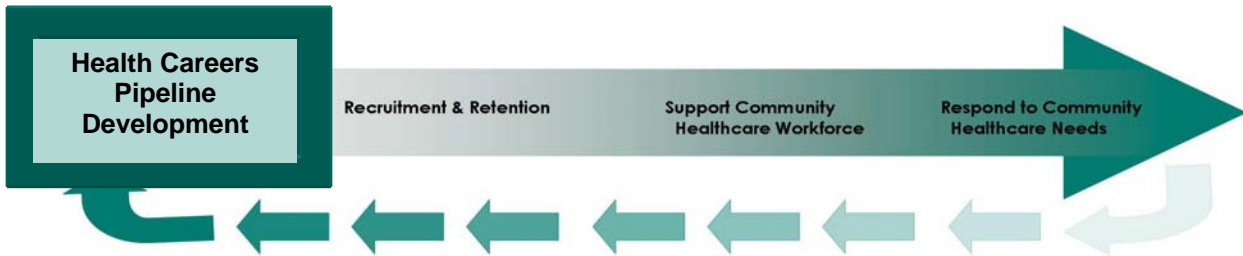 Health Careers
Pipeline
Development
Recruitment & Retention
Support Community
Healthcare Workforce
Respond to Community
Healthcare Needs